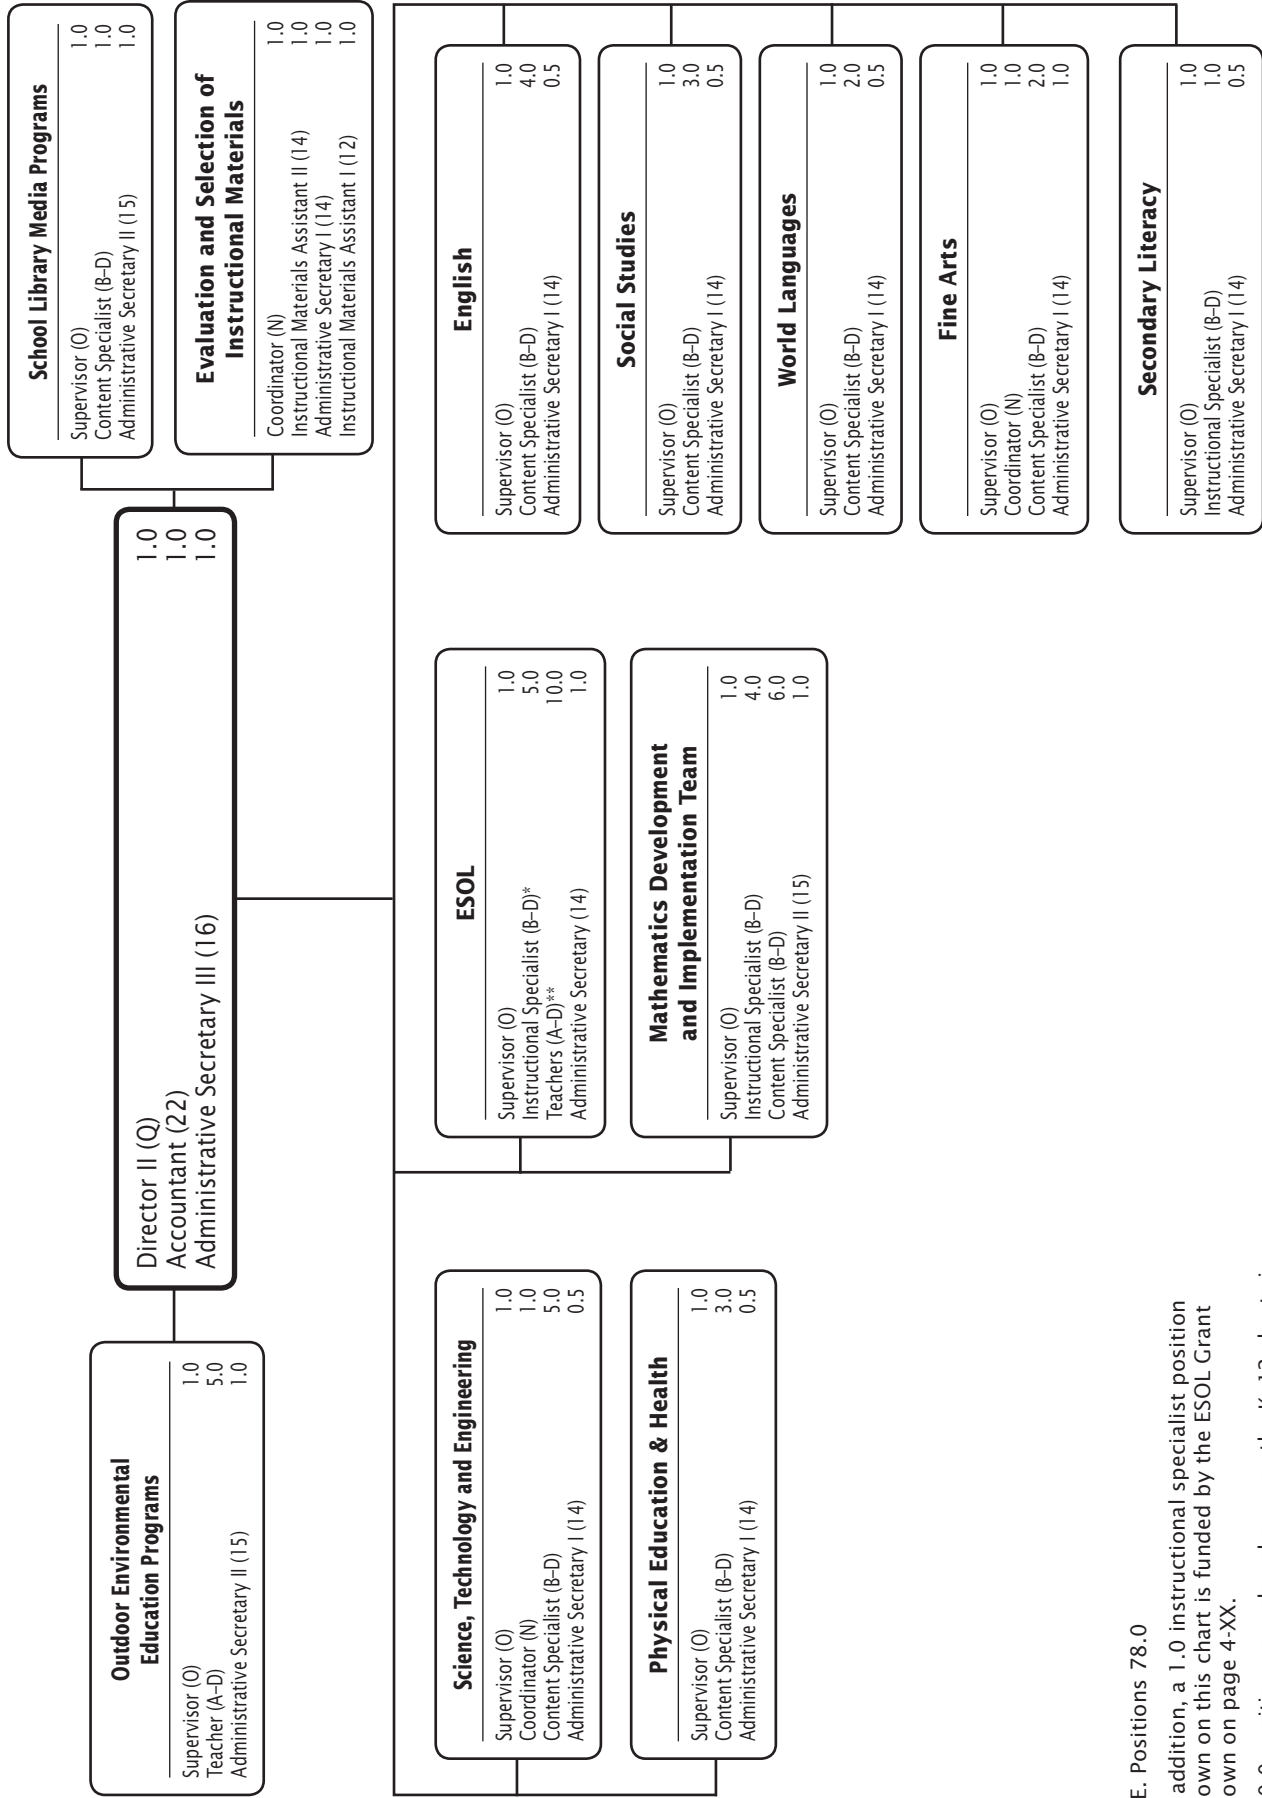 Director II (Q) 1.0
Accountant (22) 1.0
Administrative Secretary III (16) 1.0
Outdoor Environmental
Education Programs
Supervisor (O) 1.0
Teacher (A–D) 5.0
Administrative Secretary II (15) 1.0
School Library Media Programs
Supervisor (O) 1.0
Content Specialist (B–D) 1.0
Administrative Secretary II (15) 1.0
Evaluation and Selection of
Instructional Materials
Coordinator (N) 1.0
Instructional Materials Assistant II (14) 1.0
Administrative Secretary I (14) 1.0
Instructional Materials Assistant I (12) 1.0
Science, Technology and Engineering
Supervisor (O) 1.0
Coordinator (N) 1.0
Content Specialist (B–D) 5.0
Administrative Secretary I (14) 0.5
Physical Education & Health
Supervisor (O) 1.0
Content Specialist (B–D) 3.0
Administrative Secretary I (14) 0.5
ESOL
Supervisor (O) 1.0
Instructional Specialist (B–D)* 5.0
Teachers (A–D)** 10.0
Administrative Secretary (14) 1.0
Mathematics Development
and Implementation Team
Supervisor (O) 1.0
Instructional Specialist (B–D) 4.0
Content Specialist (B–D) 6.0
Administrative Secretary II (15) 1.0
English
Supervisor (O) 1.0
Content Specialist (B–D) 4.0
Administrative Secretary I (14) 0.5
Social Studies
Supervisor (O) 1.0
Content Specialist (B–D) 3.0
Administrative Secretary I (14) 0.5
World Languages
Supervisor (O) 1.0
Content Specialist (B–D) 2.0
Administrative Secretary I (14) 0.5
Fine Arts
Supervisor (O) 1.0
Coordinator (N) 1.0
Content Specialist (B–D) 2.0
Administrative Secretary I (14) 1.0
Secondary Literacy
Supervisor (O) 1.0
Instructional Specialist (B–D) 1.0
Administrative Secretary I (14) 0.5
E. Positions 78.0
addition, a 1.0 instructional specialist position
own on this chart is funded by the ESOL Grant
own on page 4-XX.